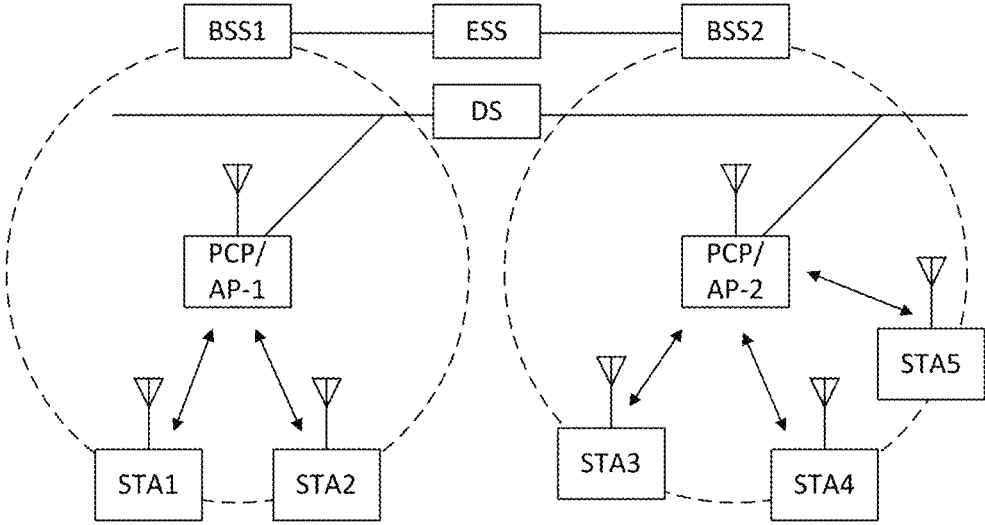 BSS1
ESS
BSS2
DS
PCP/
AP-1
PCP/
AP-2
STA5
STA1
STA2
STA3
STA4